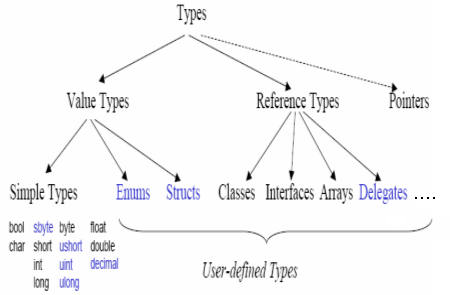 Types
Value Types Reference Types Pointers
Simple Types Enums Structs Classes Interfaces Arrays Delegates ....
bool sbyte byte float
char short ushort double
int uint decimal
long ulong
User-defined Types